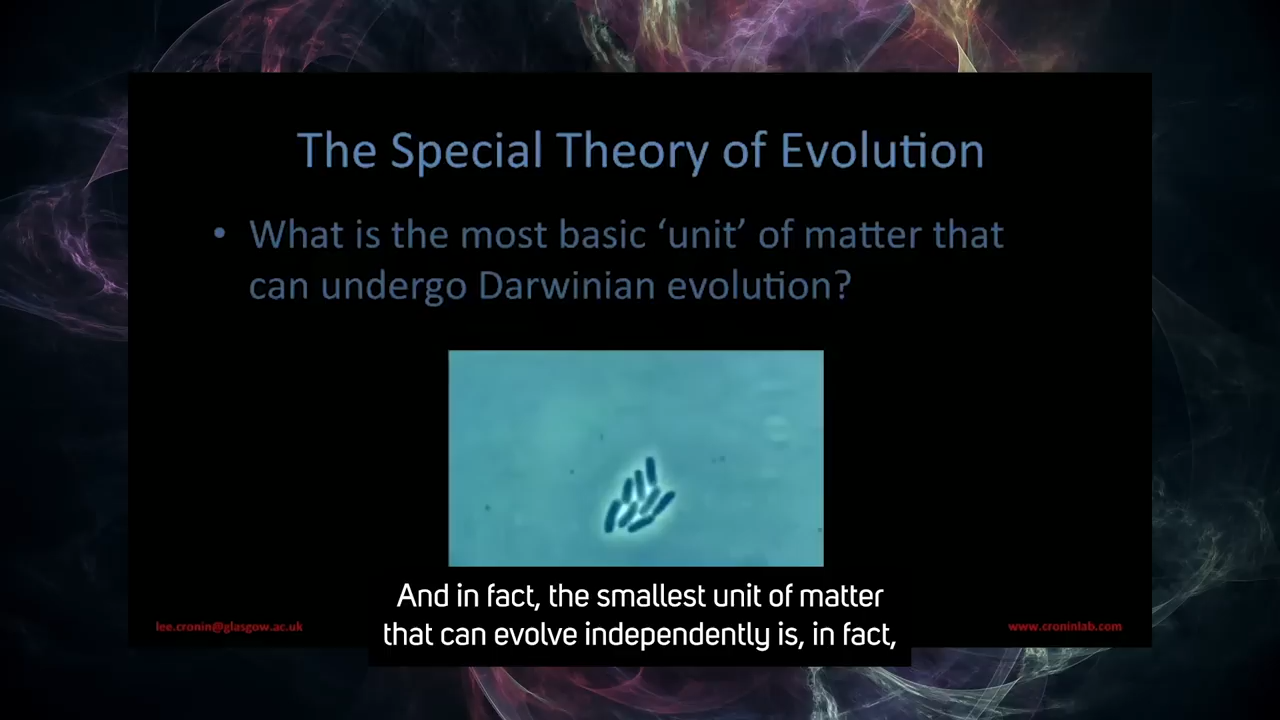 The Special Theory of Evolution
• What is the most basic ‘unit’ of matter that
can undergo Darwinian evolution?
And in fact, the smallest unit of matter
that can evolve independently is, in fact,
lee.cronin@glasgow.ac.uk
www.croninlab.com